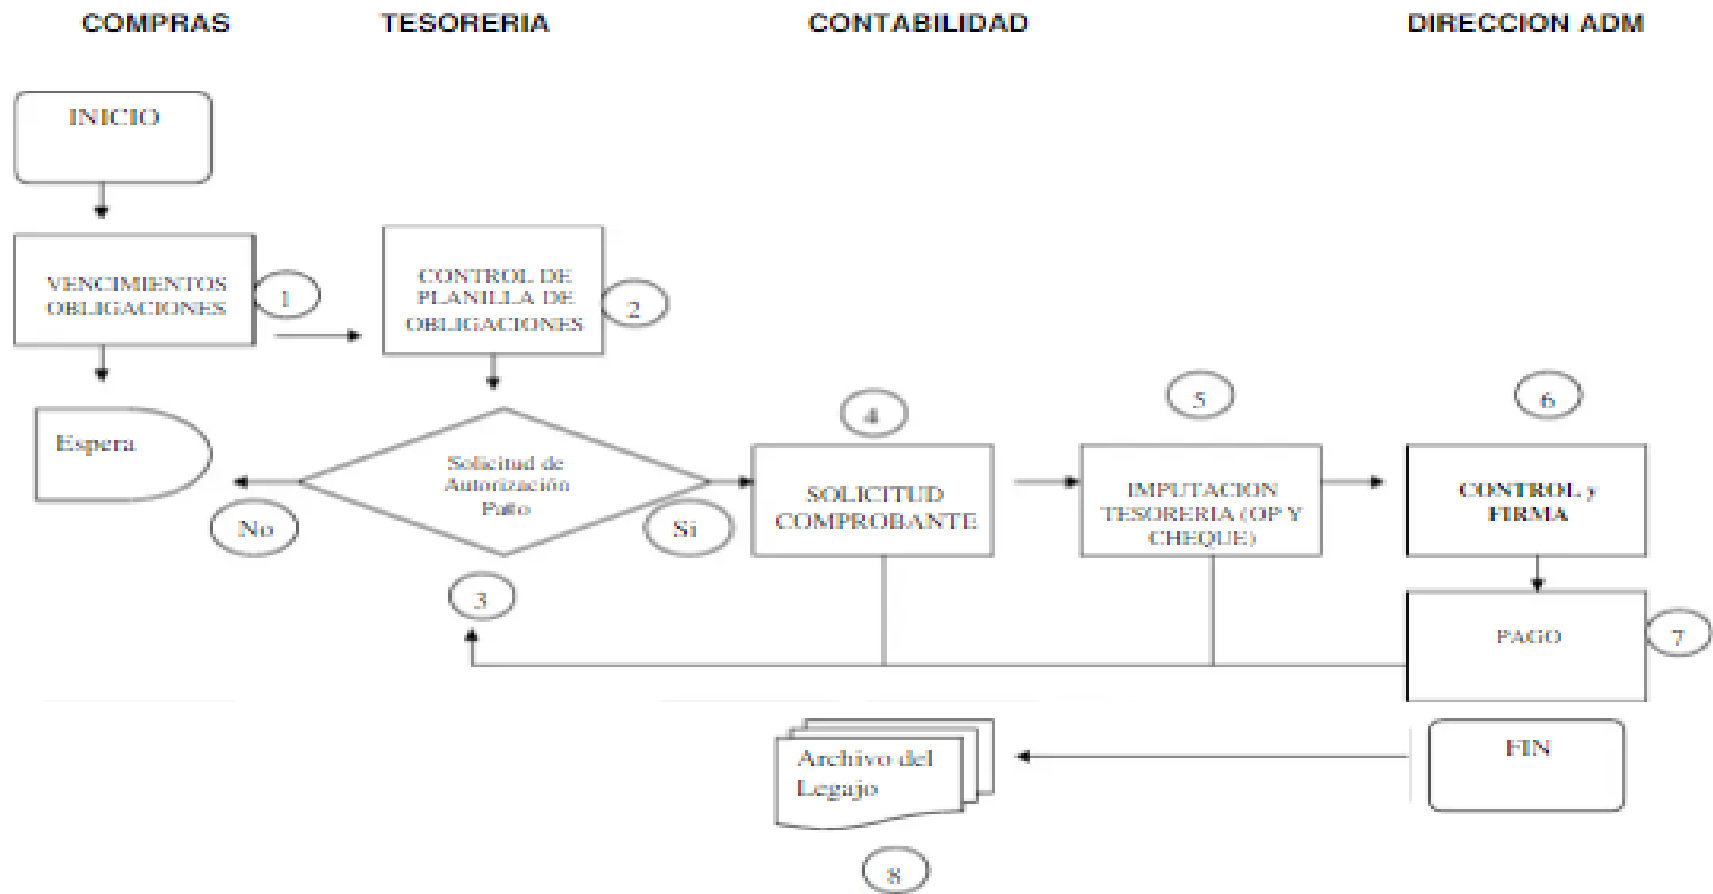 COMPRAS
TESORERIA
CONTABILIDAD
DIRECCION ADM
INICIO
VENCIMIENTOS
OBLIGACIONES
1
CONTROL DE
PLANILLA DE
OBLIGACIONES
2
Espera
No
Solicitud de
Autorización
Pago
Si
3
4
SOLICITUD
COMPROBANTE
5
IMPUTACION
TESORERIA (OP Y
CHEQUE)
6
CONTROL y
FIRMA
PAGO
7
FIN
Archivo del
Legajo
8